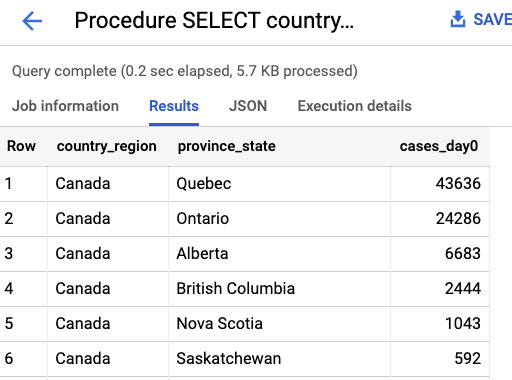 Procedure SELECT country... SAVE
Query complete (0.2 sec elapsed, 5.7 KB processed)
Job information Results JSON Execution details
Row country_region province_state cases_day0
1 Canada Quebec 43636
2 Canada Ontario 24286
3 Canada Alberta 6683
4 Canada British Columbia 2444
5 Canada Nova Scotia 1043
6 Canada Saskatchewan 592